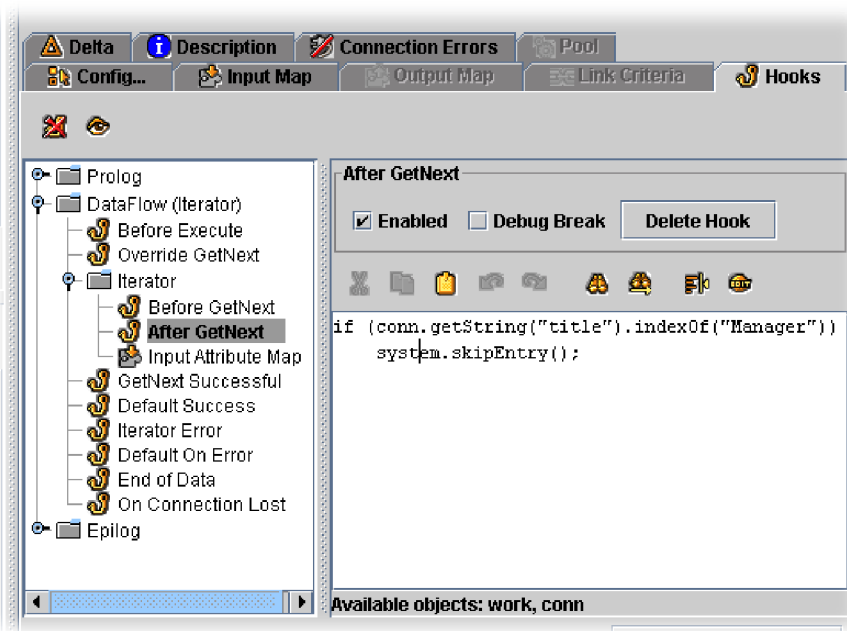 Delta Description Connection Errors Pool
Config... Input Map Output Map Link Criteria Hooks
Prolog
DataFlow (Iterator)
Before Execute
Override GetNext
Iterator
Before GetNext
After GetNext
Input Attribute Map
GetNext Successful
Default Success
Iterator Error
Default On Error
End of Data
On Connection Lost
Epilog
After GetNext
Enabled Debug Break Delete Hook
if (conn.getString("title").indexOf("Manager"))
system.skipEntry();
Available objects: work, conn